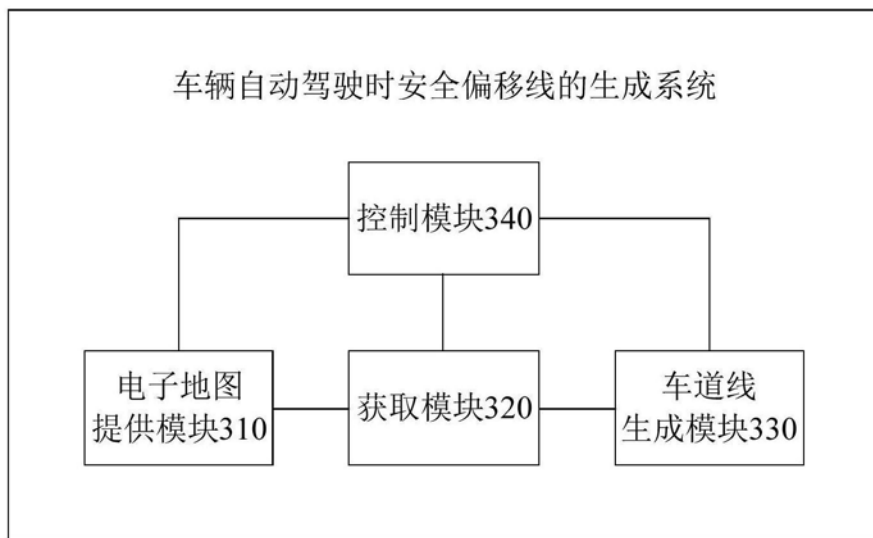 车辆自动驾驶时安全偏移线的生成系统
控制模块340
电子地图
提供模块310
获取模块320
车道线
生成模块330